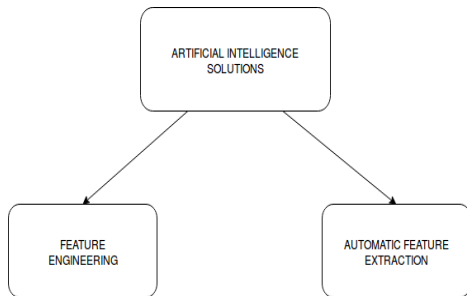 ARTIFICIAL INTELLIGENCE
SOLUTIONS
FEATURE
ENGINEERING
AUTOMATIC FEATURE
EXTRACTION